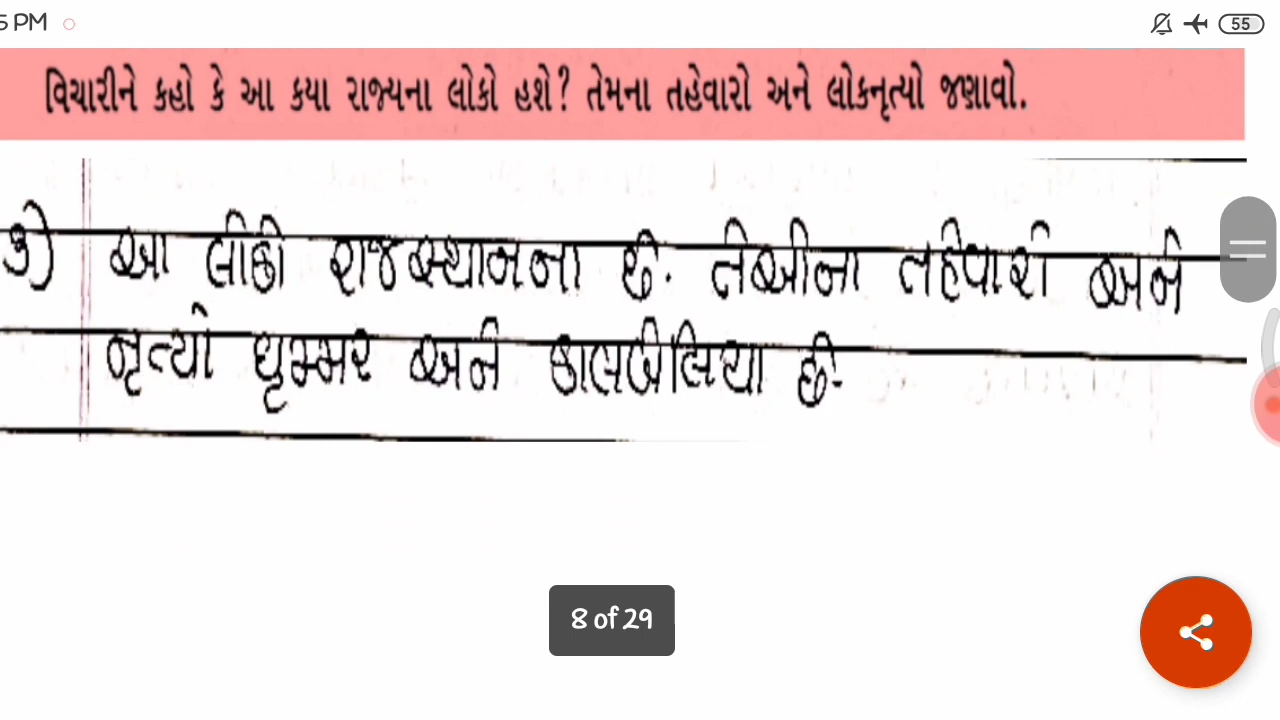 5 PM
55
વિચારીને કહો કે આ કયા રાજ્યના લોકો હશે? તેમના તહેવારો અને લોકનૃત્યો જણાવો.
૩) આ લોકો રાજસ્થાનના છે. તેઓના તહેવારો અને
નૃત્યો ઘૃમ્મર અને કાલબેલિયા છે.
8 of 29